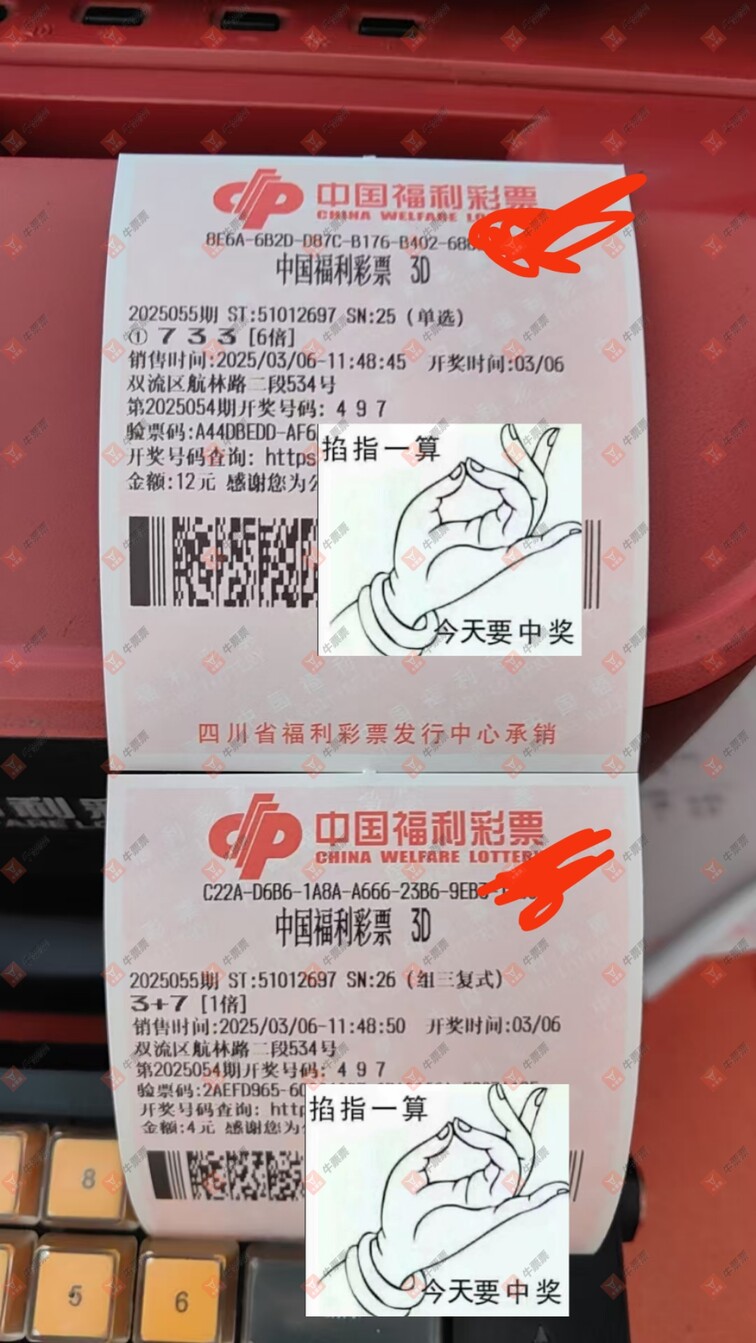 中国福利彩票
CHINA WELFARE LO
8E6A-6B2D-D87C-B176-B402-68
中国福利彩票 3D
2025055期 ST:51012697 SN:25 (单选)
① 7 3 3 [6倍]
销售时间:2025/03/06-11:48:45 开奖时间:03/06
双流区航林路二段534号
第2025054期开奖号码: 4 9 7
验票码:A44DBEDD-AF6
开奖号码查询: https
金额:12元 感谢您为公
掐指一算
今天要中奖
四川省福利彩票发行中心承销
中国福利彩票
CHINA WELFARE LOTTERY
C22A-D6B6-1A8A-A666-23B6-9EB
中国福利彩票 3D
2025055期 ST:51012697 SN:26 (组三复式)
3+7 [1倍]
销售时间:2025/03/06-11:48:50 开奖时间:03/06
双流区航林路二段534号
第2025054期开奖号码: 4 9 7
验票码:2AEFD965-6
开奖号码查询: http
金额:4元 感谢您为
掐指一算
今天要中奖
8
5
6
牛票票